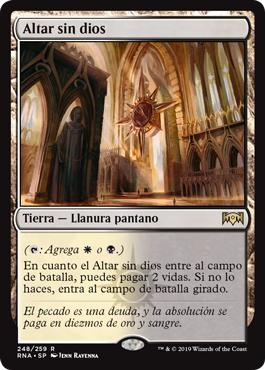 Altar sin dios
Tierra — Llanura pantano
(: Agrega o .)
En cuanto el Altar sin dios entre al campo
de batalla, puedes pagar 2 vidas. Si no lo
haces, entra al campo de batalla girado.
El pecado es una deuda, y la absolución se
paga en diezmos de oro y sangre.
248/259 R
RNA • SP Jenn Ravenna
™ & © 2019 Wizards of the Coast